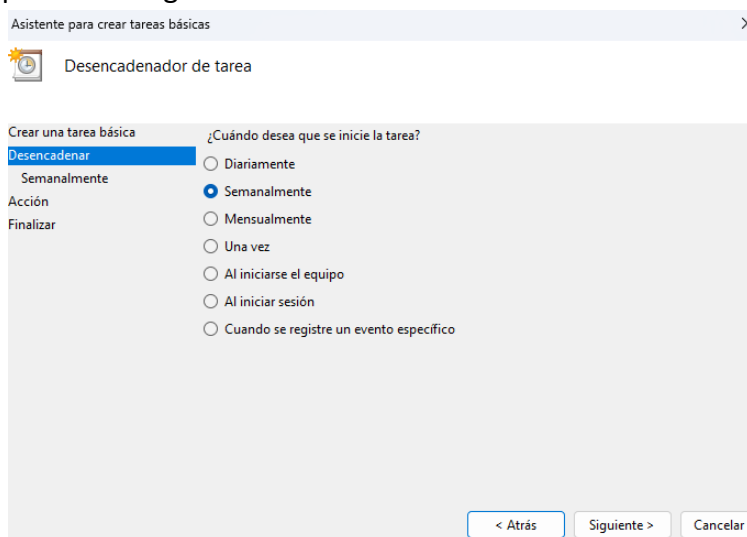 Asistente para crear tareas básicas
Desencadenador de tarea
Crear una tarea básica
Desencadenar
Semanalmente
Acción
Finalizar
¿Cuándo desea que se inicie la tarea?
Diariamente
Semanalmente
Mensualmente
Una vez
Al iniciarse el equipo
Al iniciar sesión
Cuando se registre un evento específico
< Atrás
Siguiente >
Cancelar